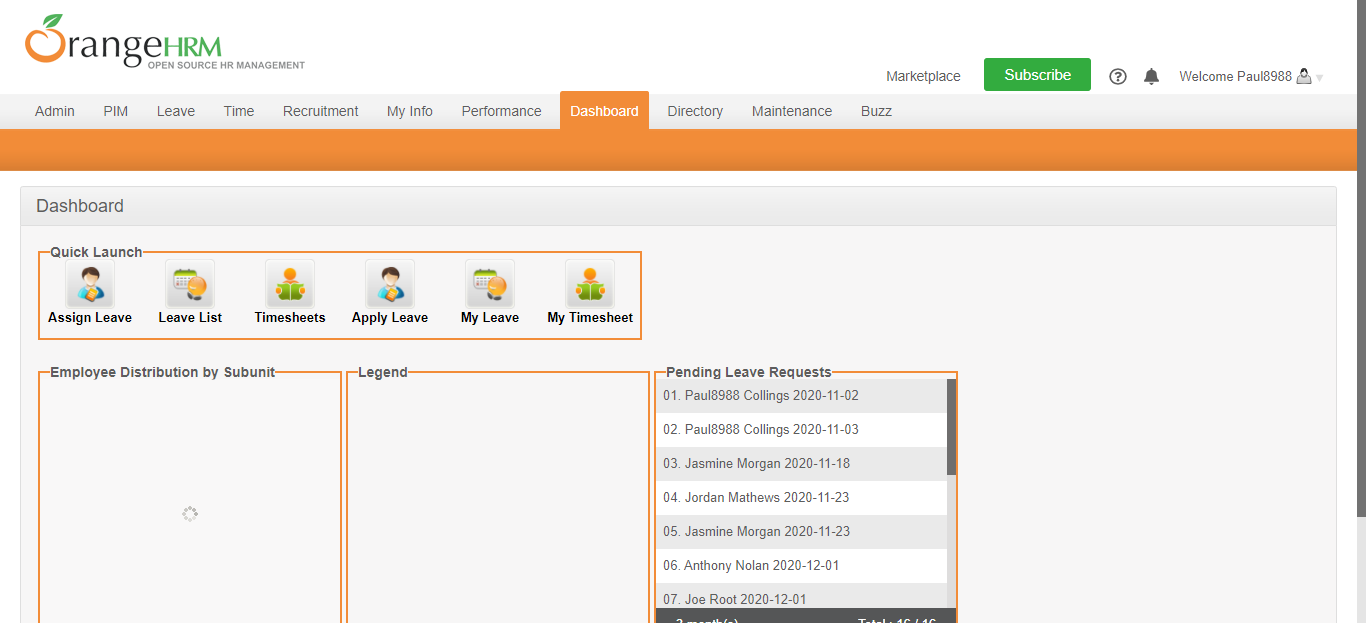 OrangeHRM
OPEN SOURCE HR MANAGEMENT
Marketplace
Subscribe
Welcome Paul8988
Admin PIM Leave Time Recruitment My Info Performance Dashboard Directory Maintenance Buzz
Dashboard
Quick Launch
Assign Leave Leave List Timesheets Apply Leave My Leave My Timesheet
Employee Distribution by Subunit
Legend
Pending Leave Requests
01. Paul8988 Collings 2020-11-02
02. Paul8988 Collings 2020-11-03
03. Jasmine Morgan 2020-11-18
04. Jordan Mathews 2020-11-23
05. Jasmine Morgan 2020-11-23
06. Anthony Nolan 2020-12-01
07. Joe Root 2020-12-01
3 month(s) Total : 16 / 16